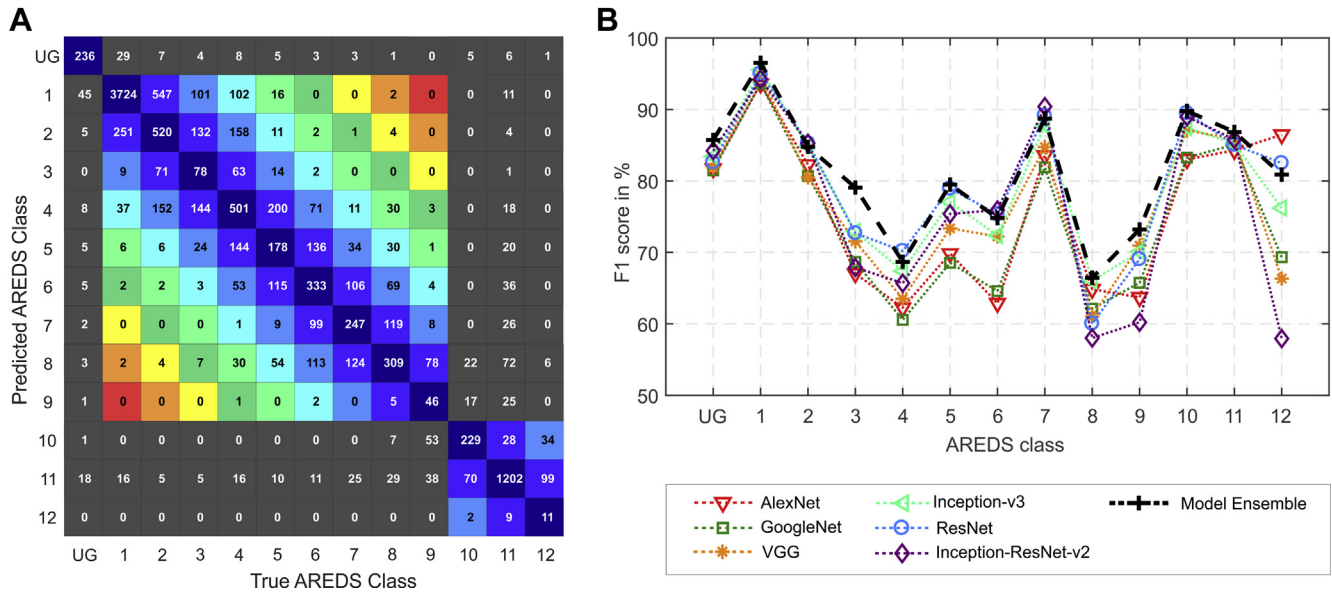 A
UG 236 29 7 4 8 5 3 3 1 0 5 6 1
1 45 3724 547 101 102 16 0 0 2 0 0 11 0
2 5 251 520 132 158 11 2 1 4 0 0 4 0
3 0 9 71 78 63 14 2 0 0 0 0 1 0
4 8 37 152 144 501 200 71 11 30 3 0 18 0
5 5 6 6 24 144 178 136 34 30 1 0 20 0
6 5 2 2 3 53 115 333 106 69 4 0 36 0
7 2 0 0 0 1 9 99 247 119 8 0 26 0
8 3 2 4 7 30 54 113 124 309 78 22 72 6
9 1 0 0 0 1 0 2 0 5 46 17 25 0
10 1 0 0 0 0 0 0 0 7 53 229 28 34
11 18 16 5 5 16 10 11 25 29 38 70 1202 99
12 0 0 0 0 0 0 0 0 0 0 2 9 11
UG 1 2 3 4 5 6 7 8 9 10 11 12
Predicted AREDS Class
True AREDS Class
B
100
90
80
70
60
50
F1 score in %
UG 1 2 3 4 5 6 7 8 9 10 11 12
AREDS class
AlexNet
GoogleNet
VGG
Inception-v3
ResNet
Inception-ResNet-v2
Model Ensemble